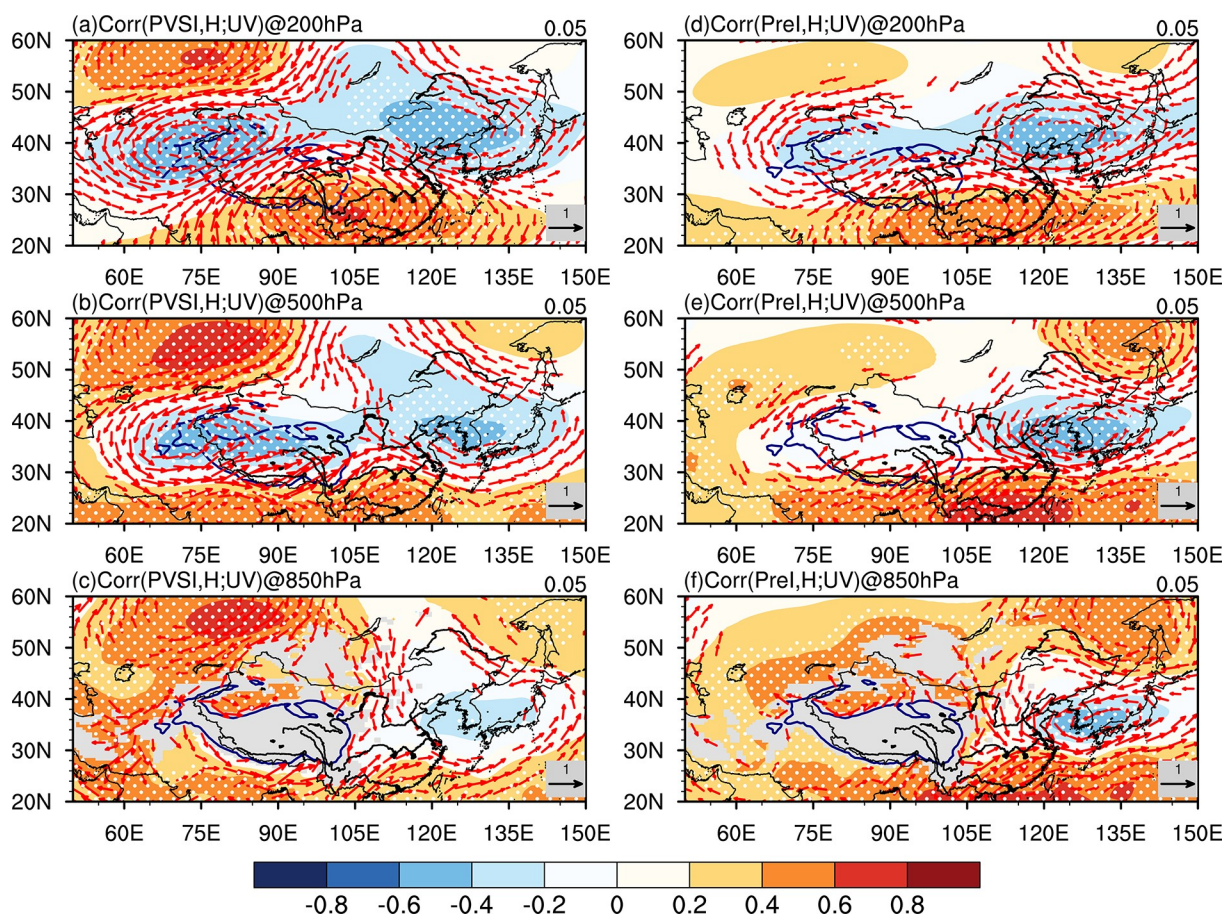 (a)Corr(PVSI,H;UV)@200hPa 0.05
60N
50N
40N
30N
20N
1
60E 75E 90E 105E 120E 135E 150E
(d)Corr(PreI,H;UV)@200hPa 0.05
60N
50N
40N
30N
20N
1
60E 75E 90E 105E 120E 135E 150E
(b)Corr(PVSI,H;UV)@500hPa 0.05
60N
50N
40N
30N
20N
1
60E 75E 90E 105E 120E 135E 150E
(e)Corr(PreI,H;UV)@500hPa 0.05
60N
50N
40N
30N
20N
1
60E 75E 90E 105E 120E 135E 150E
(c)Corr(PVSI,H;UV)@850hPa 0.05
60N
50N
40N
30N
20N
1
60E 75E 90E 105E 120E 135E 150E
(f)Corr(PreI,H;UV)@850hPa 0.05
60N
50N
40N
30N
20N
1
60E 75E 90E 105E 120E 135E 150E
-0.8 -0.6 -0.4 -0.2 0 0.2 0.4 0.6 0.8